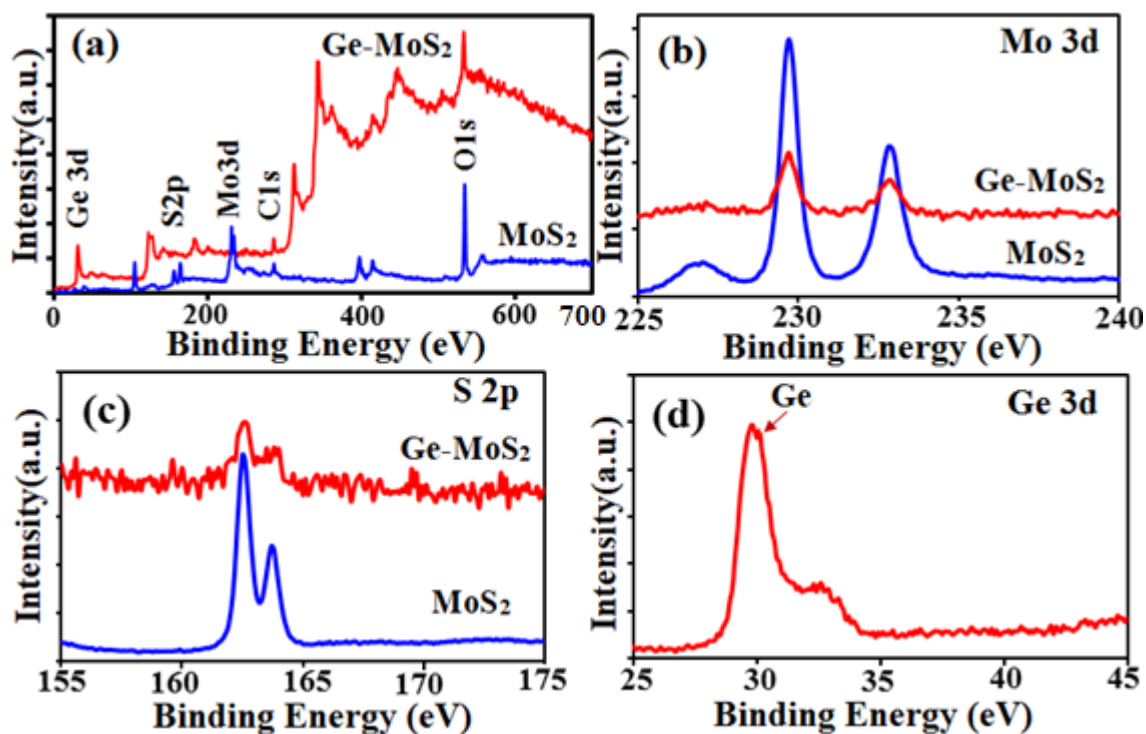 (a)
Ge-MoS2
Ge 3d
S2p
Mo3d
C1s
O1s
MoS2
Intensity(a.u.)
0 200 400 600 700
Binding Energy (eV)
(b)
Mo 3d
Ge-MoS2
MoS2
Intensity(a.u.)
225 230 235 240
Binding Energy (eV)
(c)
S 2p
Ge-MoS2
MoS2
Intensity(a.u.)
155 160 165 170 175
Binding Energy (eV)
(d)
Ge
Ge 3d
Intensity(a.u.)
25 30 35 40 45
Binding Energy (eV)